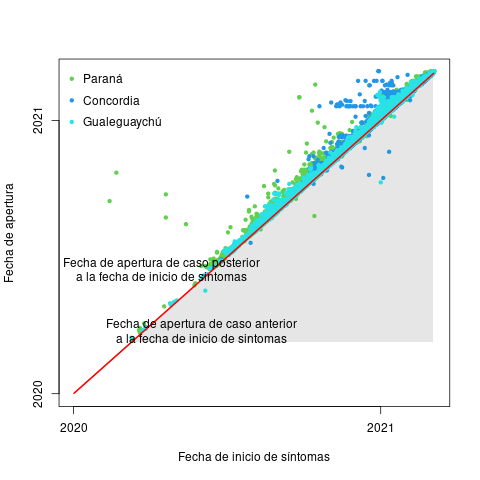 Paraná
Concordia
Gualeguaychú
2021
Fecha de apertura
Fecha de apertura de caso posterior
a la fecha de inicio de síntomas
Fecha de apertura de caso anterior
a la fecha de inicio de síntomas
2020
2020
2021
Fecha de inicio de síntomas